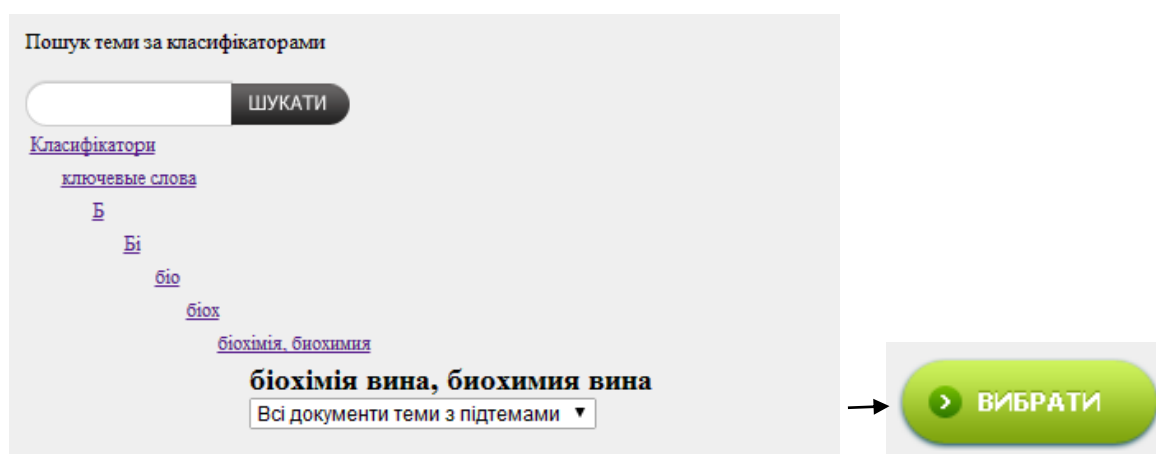 Пошук теми за класифікаторами
ШУКАТИ
Класифікатори
ключевые слова
Б
Бі
біо
біох
біохімія, биохимия
біохімія вина, биохимия вина
Всі документи теми з підтемами
ВИБРАТИ